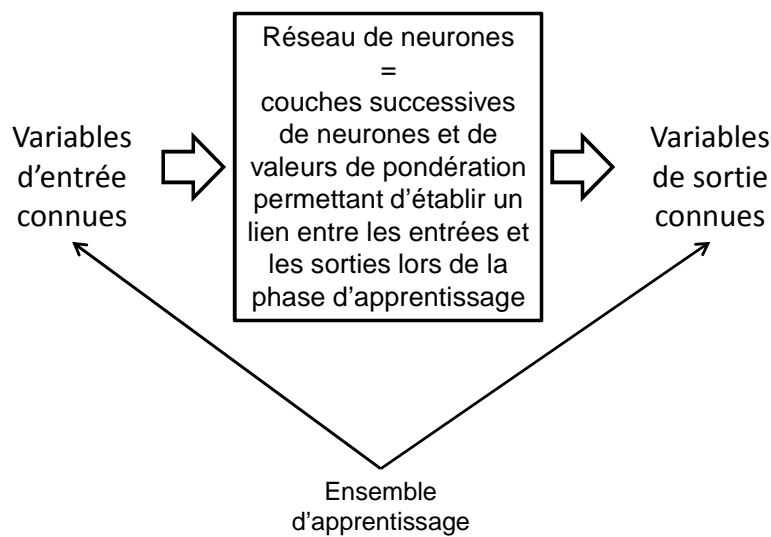 Réseau de neurones
=
couches successives
de neurones et de
valeurs de pondération
permettant d'établir un
lien entre les entrées et
les sorties lors de la
phase d'apprentissage
Variables
d'entrée
connues
Variables
de sortie
connues
Ensemble
d'apprentissage